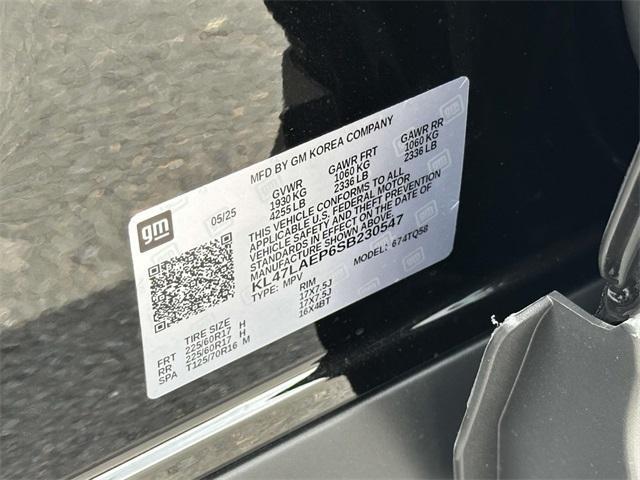 MFD BY GM KOREA COMPANY
gm
05/25
GVWR GAWR FRT GAWR RR
1930 KG 1060 KG 1060 KG
4255 LB 2336 LB 2336 LB
THIS VEHICLE CONFORMS TO ALL
APPLICABLE U.S. FEDERAL MOTOR
VEHICLE SAFETY AND THEFT PREVENTION
STANDARDS IN EFFECT ON THE DATE OF
MANUFACTURE SHOWN ABOVE.
KL47LAEP6SB230547
TYPE: MPV MODEL: 674TQ58
TIRE SIZE RIM
FRT 225/60R17 H 17X7.5J
RR 225/60R17 H 17X7.5J
SPA T125/70R16 M 16X4BT